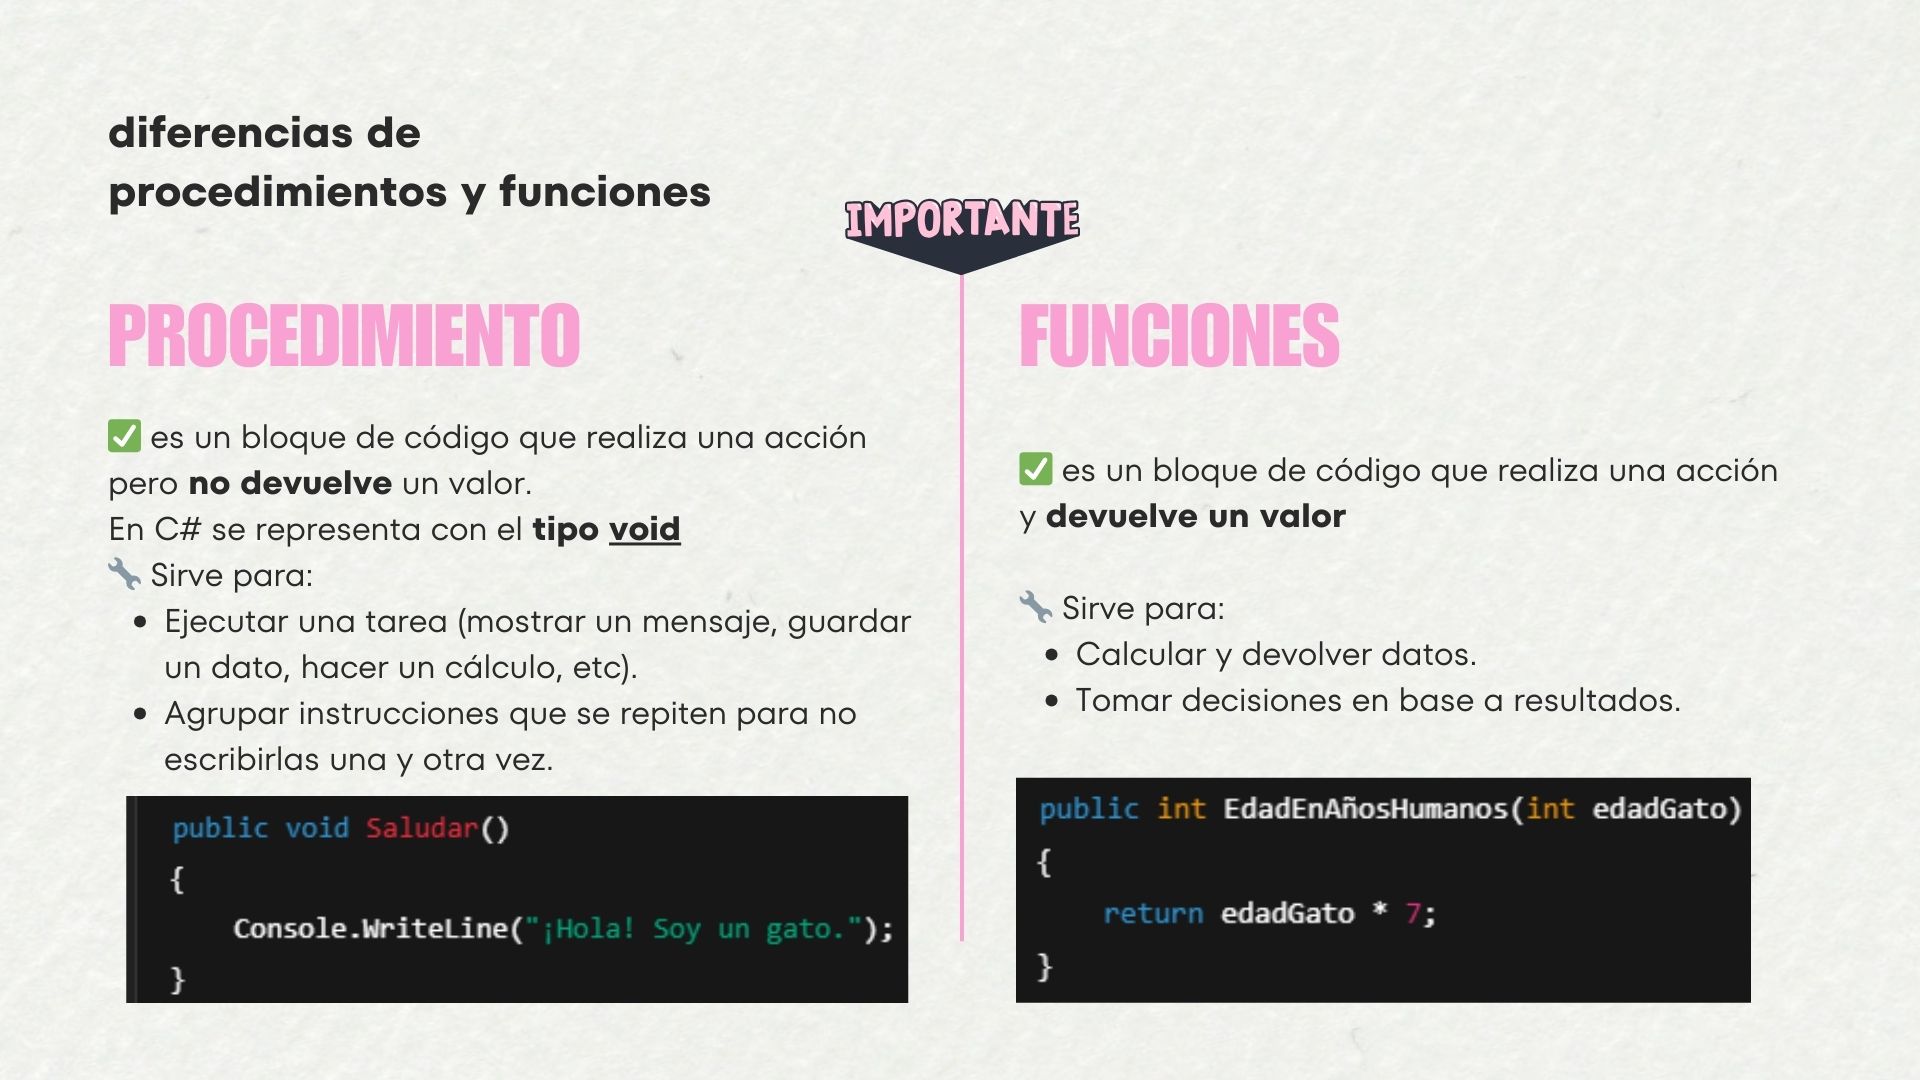 diferencias de
procedimientos y funciones
IMPORTANTE
PROCEDIMIENTO
✅ es un bloque de código que realiza una acción
pero no devuelve un valor.
En C# se representa con el tipo void
🔧 Sirve para:
• Ejecutar una tarea (mostrar un mensaje, guardar
un dato, hacer un cálculo, etc).
• Agrupar instrucciones que se repiten para no
escribirlas una y otra vez.
public void Saludar()
{
Console.WriteLine("¡Hola! Soy un gato.");
}
FUNCIONES
✅ es un bloque de código que realiza una acción
y devuelve un valor
🔧 Sirve para:
• Calcular y devolver datos.
• Tomar decisiones en base a resultados.
public int EdadEnAñosHumanos(int edadGato)
{
return edadGato * 7;
}